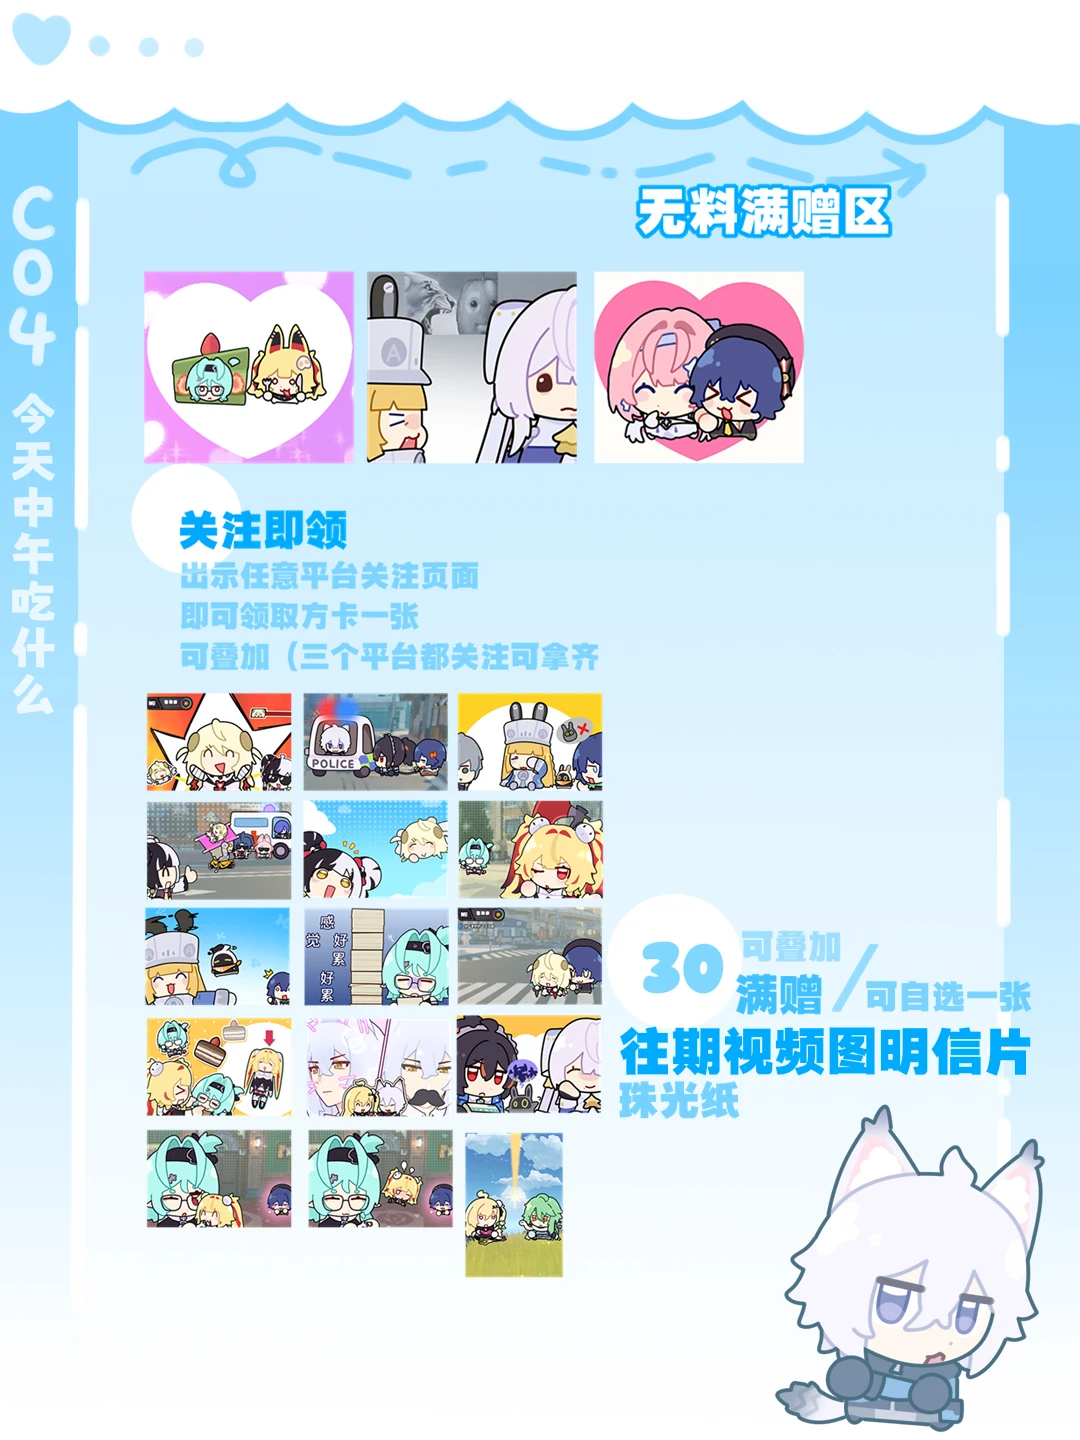 无料满赠区
C04 今天中午吃什么
A
关注即领
出示任意平台关注页面
即可领取方卡一张
可叠加（三个平台都关注可拿齐
POLICE
感觉
好累
好累
30
可叠加
满赠/可自选一张
往期视频图明信片
珠光纸